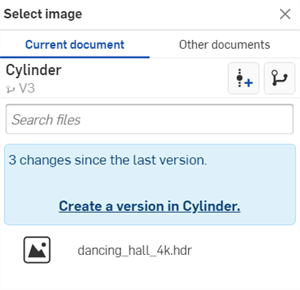 Select image
Current document
Other documents
Cylinder
V3
Search files
3 changes since the last version.
Create a version in Cylinder.
dancing_hall_4k.hdr